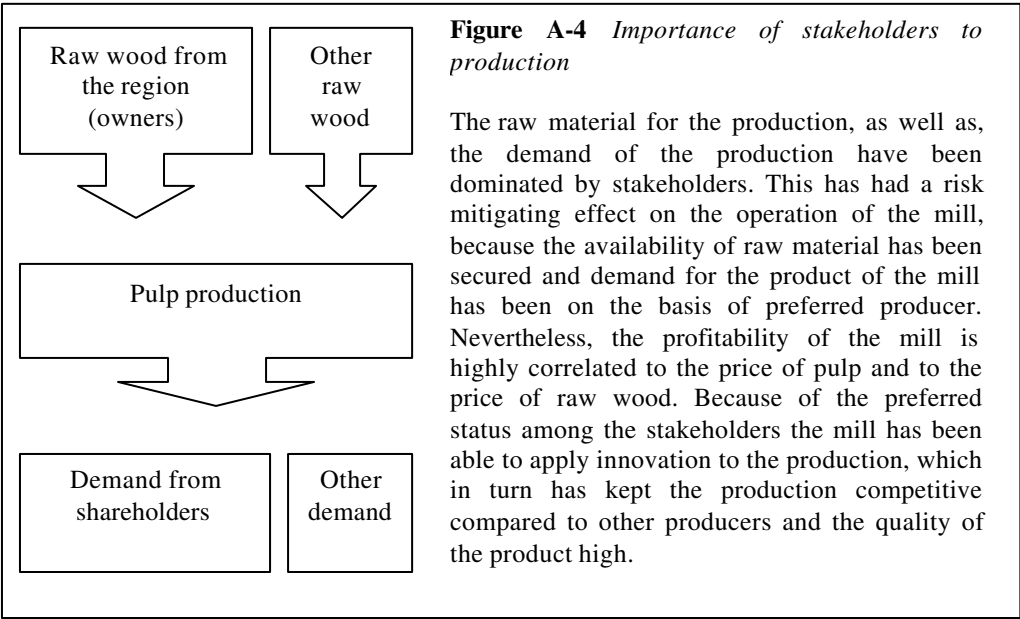 Raw wood from
the region
(owners)
Other
raw
wood
Pulp production
Demand from
shareholders
Other
demand
Figure A-4 Importance of stakeholders to
production
The raw material for the production, as well as,
the demand of the production have been
dominated by stakeholders. This has had a risk
mitigating effect on the operation of the mill,
because the availability of raw material has been
secured and demand for the product of the mill
has been on the basis of preferred producer.
Nevertheless, the profitability of the mill is
highly correlated to the price of pulp and to the
price of raw wood. Because of the preferred
status among the stakeholders the mill has been
able to apply innovation to the production, which
in turn has kept the production competitive
compared to other producers and the quality of
the product high.